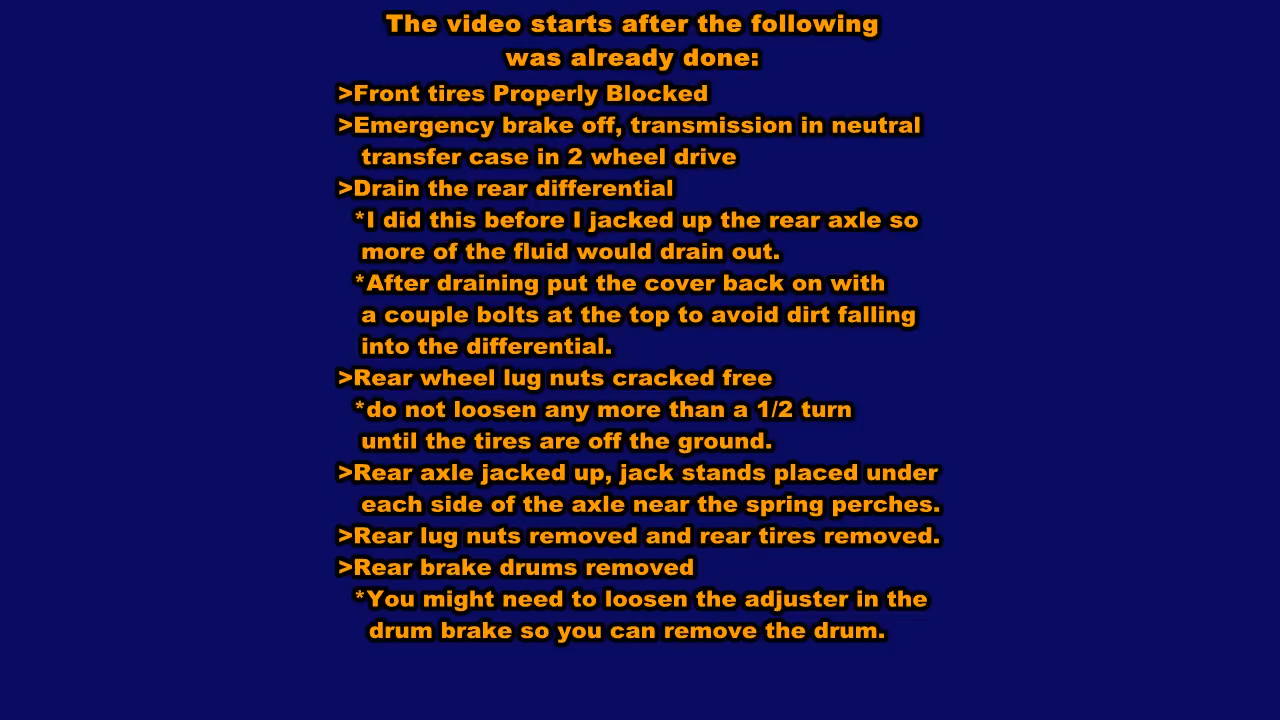 The video starts after the following
was already done:
>Front tires Properly Blocked
>Emergency brake off, transmission in neutral
transfer case in 2 wheel drive
>Drain the rear differential
*I did this before I jacked up the rear axle so
more of the fluid would drain out.
*After draining put the cover back on with
a couple bolts at the top to avoid dirt falling
into the differential.
>Rear wheel lug nuts cracked free
*do not loosen any more than a 1/2 turn
until the tires are off the ground.
>Rear axle jacked up, jack stands placed under
each side of the axle near the spring perches.
>Rear lug nuts removed and rear tires removed.
>Rear brake drums removed
*You might need to loosen the adjuster in the
drum brake so you can remove the drum.